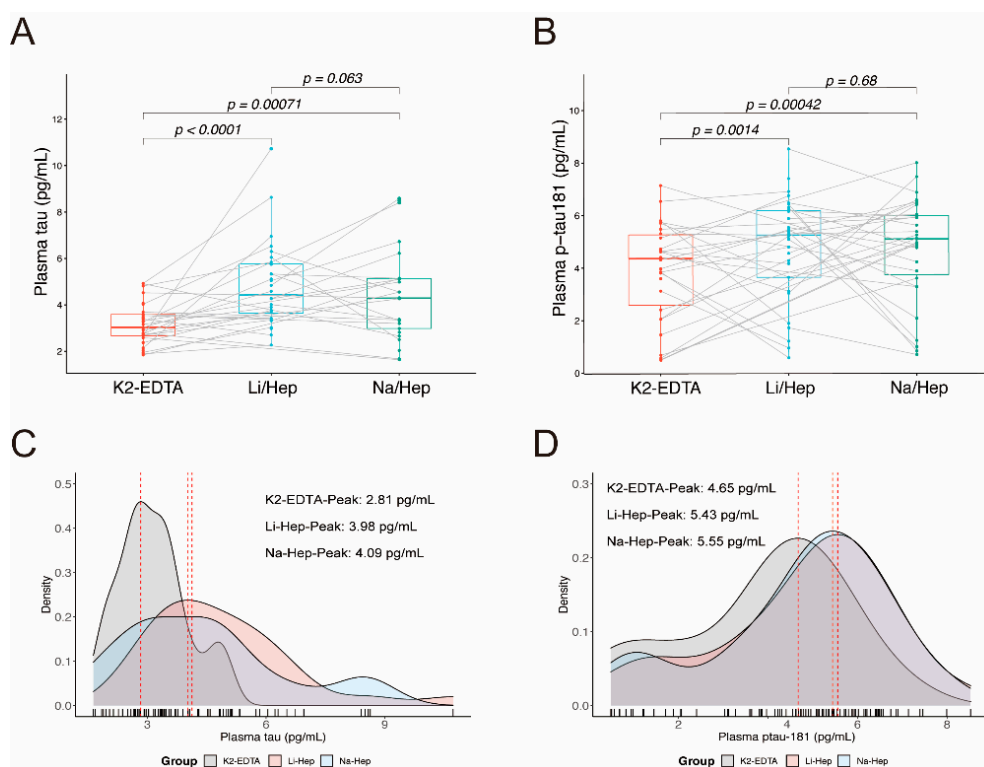 A
p = 0.063
p = 0.00071
p < 0.0001
Plasma tau (pg/mL)
12
10
8
6
4
2
K2-EDTA Li/Hep Na/Hep
B
p = 0.68
p = 0.00042
p = 0.0014
Plasma p-tau181 (pg/mL)
10
8
6
4
2
0
K2-EDTA Li/Hep Na/Hep
C
K2-EDTA-Peak: 2.81 pg/mL
Li-Hep-Peak: 3.98 pg/mL
Na-Hep-Peak: 4.09 pg/mL
Density
0.5
0.4
0.3
0.2
0.1
0.0
3 6 9
Plasma tau (pg/mL)
Group K2-EDTA Li-Hep Na-Hep
D
K2-EDTA-Peak: 4.65 pg/mL
Li-Hep-Peak: 5.43 pg/mL
Na-Hep-Peak: 5.55 pg/mL
Density
0.3
0.2
0.1
0.0
2 4 6 8
Plasma ptau-181 (pg/mL)
Group K2-EDTA Li-Hep Na-Hep